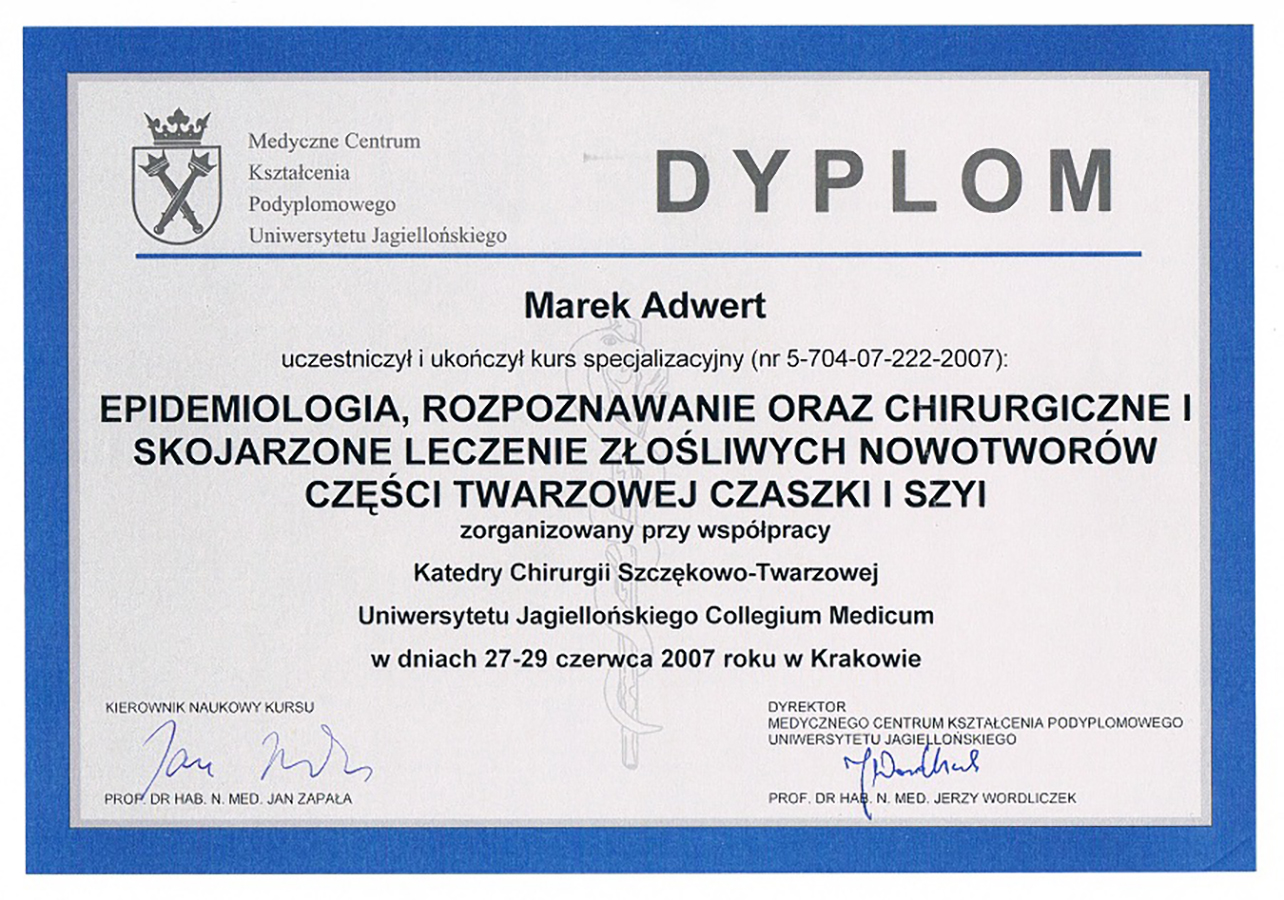 Medyczne Centrum
Kształcenia
Podyplomowego
Uniwersytetu Jagiellońskiego
DYPLOM
Marek Adwert
uczestniczył i ukończył kurs specjalizacyjny (nr 5-704-07-222-2007):
EPIDEMIOLOGIA, ROZPOZNAWANIE ORAZ CHIRURGICZNE I
SKOJARZONE LECZENIE ZŁOŚLIWYCH NOWOTWORÓW
CZĘŚCI TWARZOWEJ CZASZKI I SZYI
zorganizowany przy współpracy
Katedry Chirurgii Szczękowo-Twarzowej
Uniwersytetu Jagiellońskiego Collegium Medicum
w dniach 27-29 czerwca 2007 roku w Krakowie
KIEROWNIK NAUKOWY KURSU
Jan
PROF. DR HAB. N. MED. JAN ZAPAŁA
DYREKTOR
MEDYCZNEGO CENTRUM KSZTAŁCENIA PODYPLOMOWEGO
UNIWERSYTETU JAGIELLOŃSKIEGO
PROF. DR HAB. N. MED. JERZY WORDLICZEK